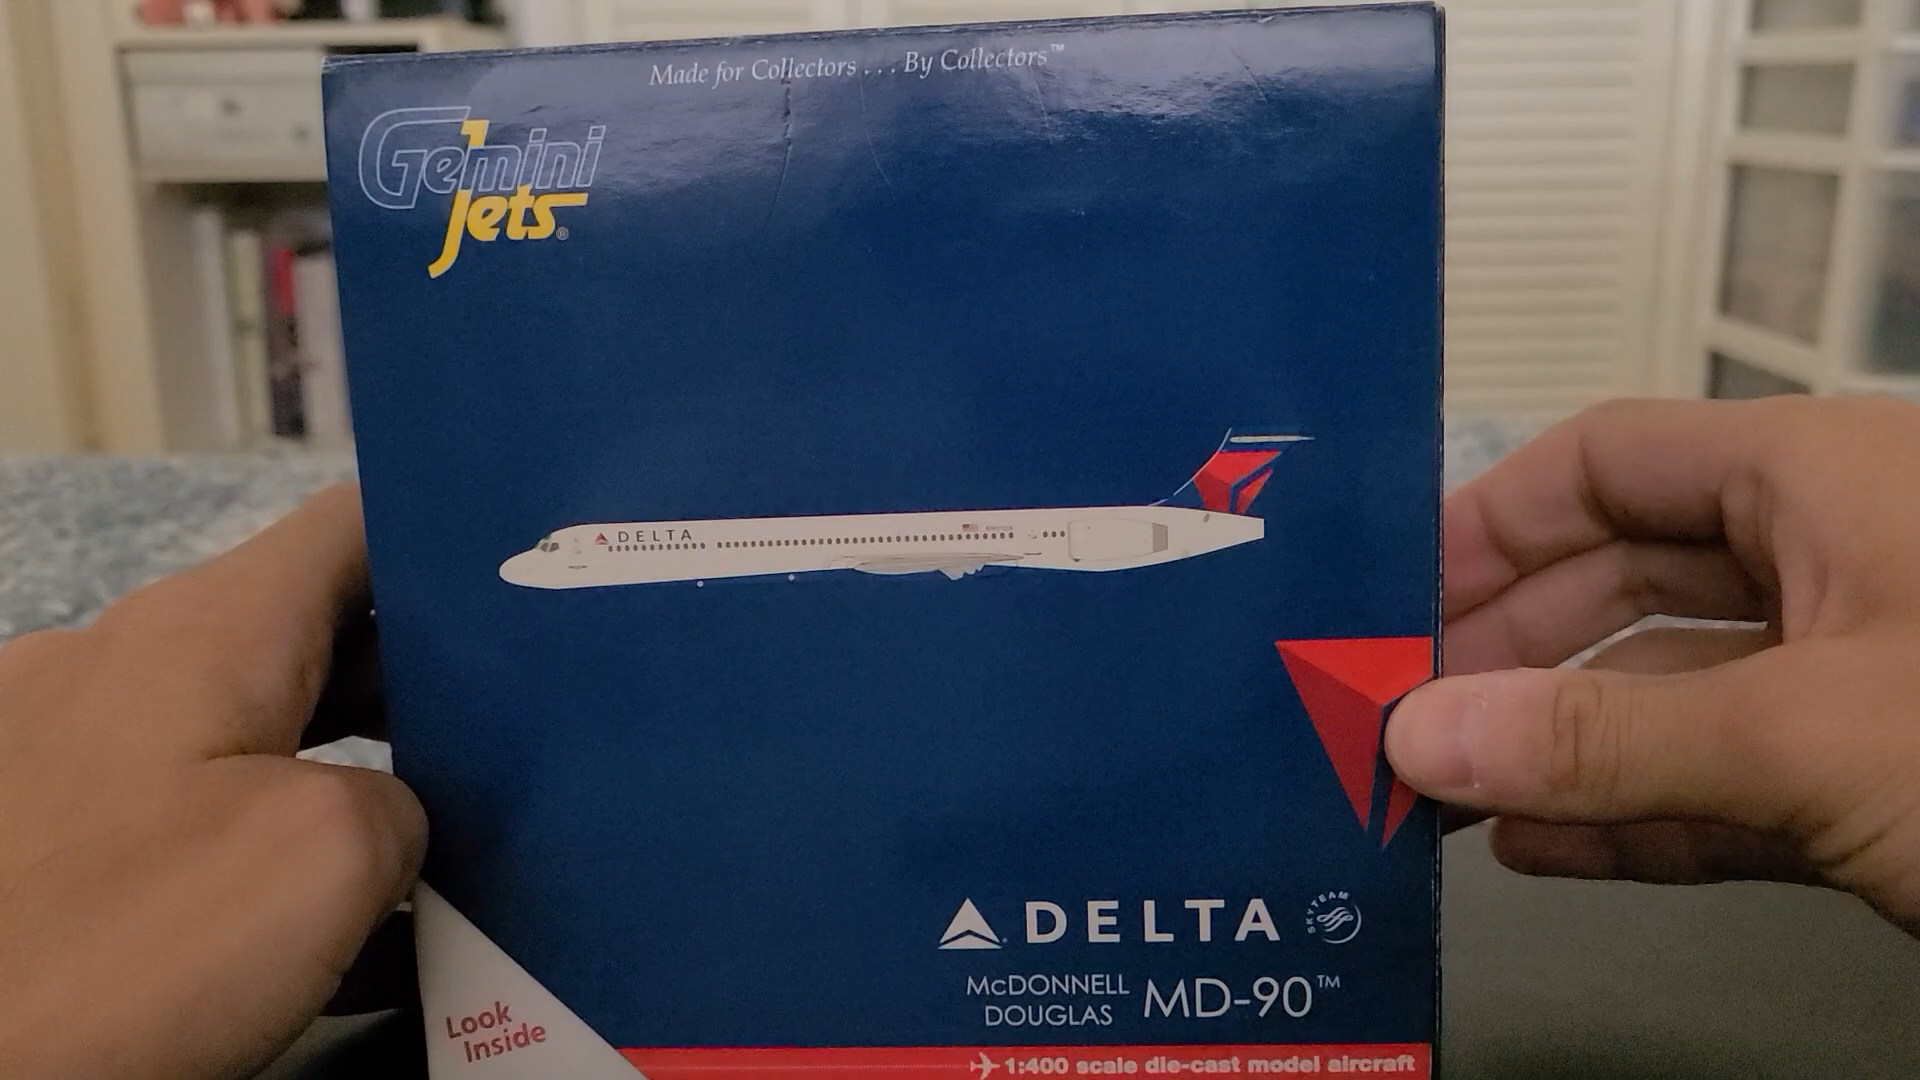 Made for Collectors . . . By Collectors™
Gemini
Jets®
DELTA
DELTA
SKYTEAM
McDONNELL
DOUGLAS
MD-90™
Look
Inside
1:400 scale die-cast model aircraft